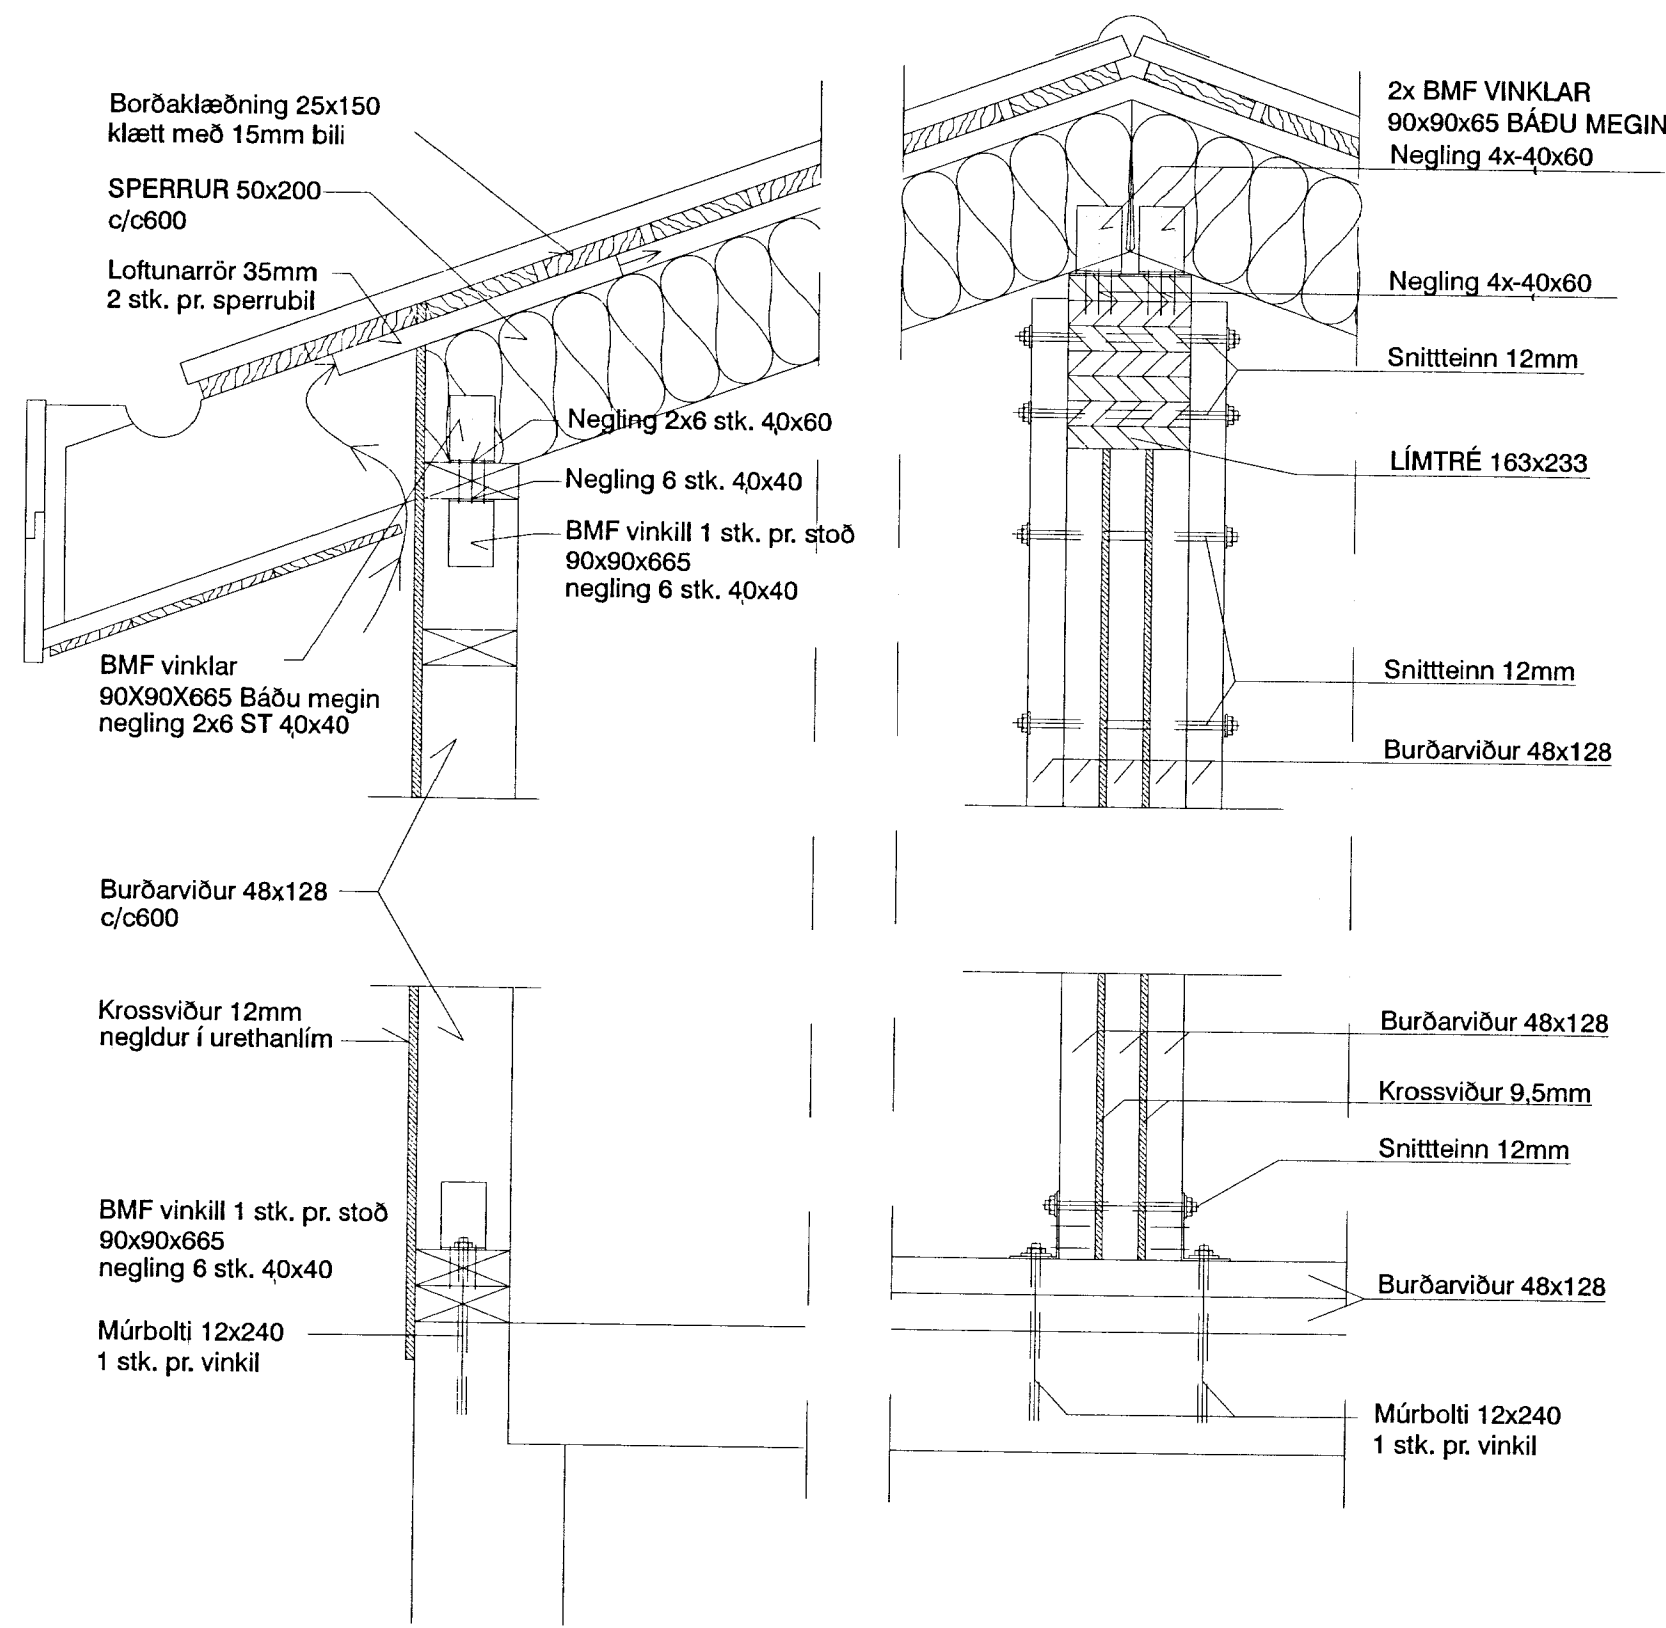 Borðaklæðning 25x150
klætt með 15mm bili
SPERRUR 50x200
c/c600
Loftunarrör 35mm
2 stk. pr. sperrubil
Negling 2x6 stk. 4,0x60
Negling 6 stk. 4,0x40
BMF vinkill 1 stk. pr. stoð
90x90x665
negling 6 stk. 4,0x40
BMF vinklar
90X90X665 Báðu megin
negling 2x6 ST 4,0x40
Burðarviður 48x128
c/c600
Krossviður 12mm
negldur í urethanlím
BMF vinkill 1 stk. pr. stoð
90x90x665
negling 6 stk. 4,0x40
Múrbolti 12x240
1 stk. pr. vinkil
2x BMF VINKLAR
90x90x65 BÁÐU MEGIN
Negling 4x-4,0x60
Negling 4x-4,0x60
Snittteinn 12mm
LÍMTRÉ 163x233
Snittteinn 12mm
Burðarviður 48x128
Burðarviður 48x128
Krossviður 9,5mm
Snittteinn 12mm
Burðarviður 48x128
Múrbolti 12x240
1 stk. pr. vinkil